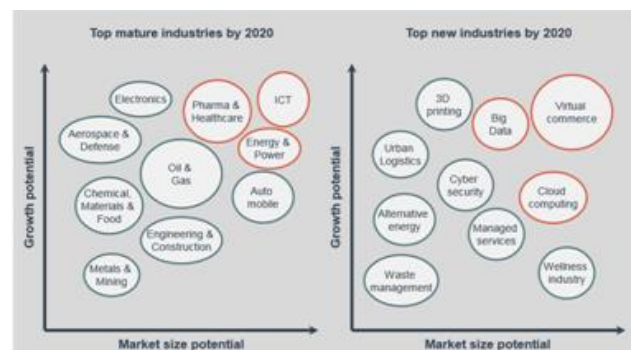 Top mature industries by 2020
Growth potential
Electronics
Pharma &
Healthcare
ICT
Aerospace &
Defense
Energy &
Power
Oil &
Gas
Chemical,
Materials &
Food
Auto
mobile
Engineering &
Construction
Metals &
Mining
Market size potential
Top new industries by 2020
Growth potential
3D
printing
Big
Data
Virtual
commerce
Urban
Logistics
Cyber
security
Cloud
computing
Alternative
energy
Managed
services
Waste
management
Wellness
industry
Market size potential